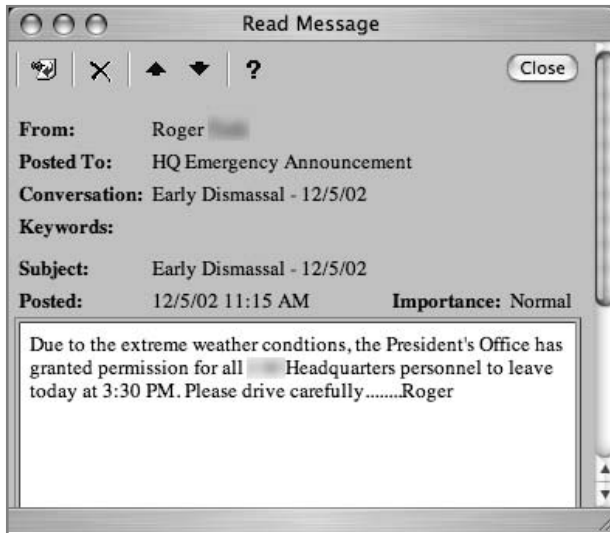 Read Message
? Close
From: Roger
Posted To: HQ Emergency Announcement
Conversation: Early Dismassal - 12/5/02
Keywords:
Subject: Early Dismassal - 12/5/02
Posted: 12/5/02 11:15 AM Importance: Normal
Due to the extreme weather condtions, the President's Office has
granted permission for all Headquarters personnel to leave
today at 3:30 PM. Please drive carefully........Roger